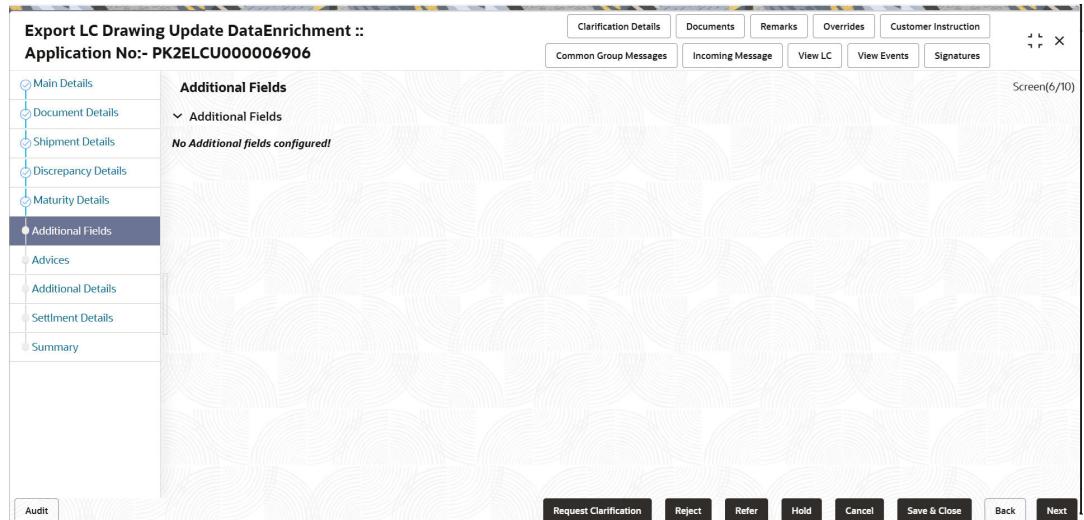 Export LC Drawing Update DataEnrichment ::
Application No:- PK2ELCU000006906
Clarification Details
Documents
Remarks
Overrides
Customer Instruction
Common Group Messages
Incoming Message
View LC
View Events
Signatures
Main Details
Document Details
Shipment Details
Discrepancy Details
Maturity Details
Additional Fields
Advices
Additional Details
Settlment Details
Summary
Additional Fields
Screen(6/10)
Additional Fields
No Additional fields configured!
Audit
Request Clarification
Reject
Refer
Hold
Cancel
Save & Close
Back
Next